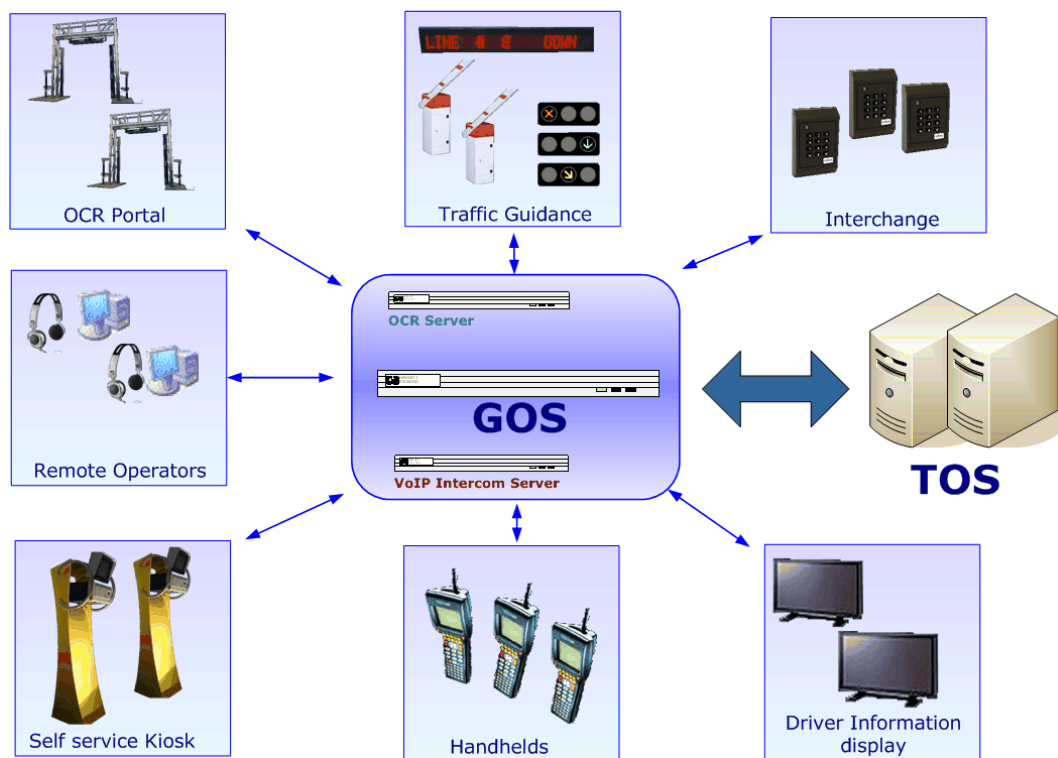 LINE # 8 DOWN
OCR Portal
Traffic Guidance
Interchange
OCR Server
GOS
VoIP Intercom Server
TOS
Remote Operators
Self service Kiosk
Handhelds
Driver Information
display